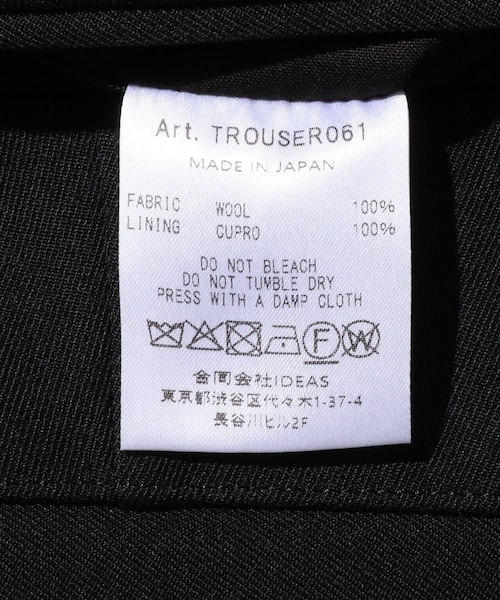 Art. TROUSER061
MADE IN JAPAN
FABRIC WOOL 100%
LINING CUPRO 100%
DO NOT BLEACH
DO NOT TUMBLE DRY
PRESS WITH A DAMP CLOTH
F W
合同会社IDEAS
東京都渋谷区代々木1-37-4
長谷川ビル2F